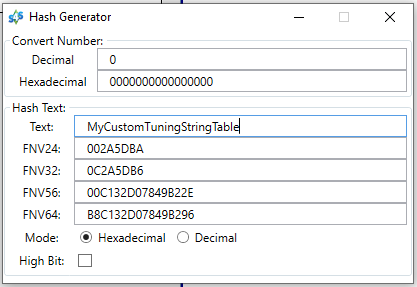 Hash Generator
Convert Number:
Decimal 0
Hexadecimal 0000000000000000
Hash Text:
Text: MyCustomTuningStringTable
FNV24: 002A5DBA
FNV32: 0C2A5DB6
FNV56: 00C132D07849B22E
FNV64: B8C132D07849B296
Mode: Hexadecimal Decimal
High Bit: